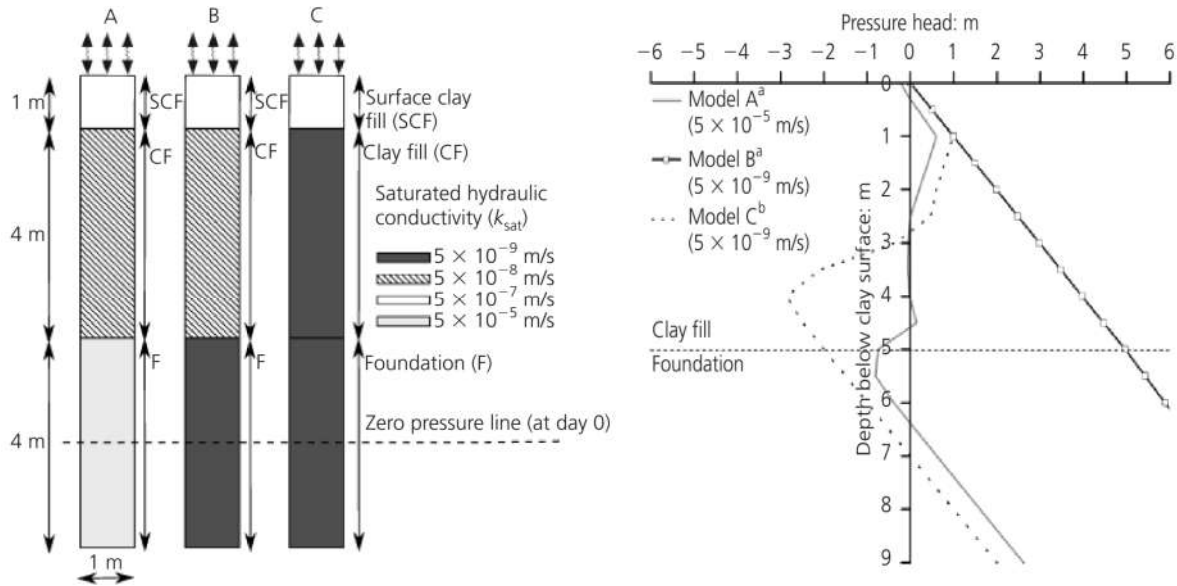 A B C
1 m
SCF
SCF
Surface clay
fill (SCF)
CF
CF
Clay fill (CF)
4 m
Saturated hydraulic
conductivity (k_sat)
5 × 10⁻⁹ m/s
5 × 10⁻⁸ m/s
5 × 10⁻⁷ m/s
5 × 10⁻⁵ m/s
F
F
Foundation (F)
Zero pressure line (at day 0)
4 m
1 m
Pressure head: m
−6 −5 −4 −3 −2 −1 0 1 2 3 4 5 6
Model Aᵃ
(5 × 10⁻⁵ m/s)
Model Bᵃ
(5 × 10⁻⁹ m/s)
Model Cᵇ
(5 × 10⁻⁹ m/s)
Clay fill
Foundation
Depth below clay surface: m
0
1
2
3
4
5
6
7
8
9